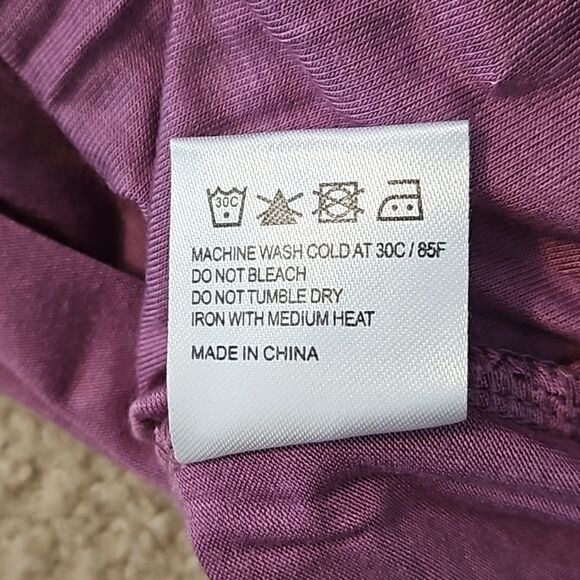 30C
MACHINE WASH COLD AT 30C / 85F
DO NOT BLEACH
DO NOT TUMBLE DRY
IRON WITH MEDIUM HEAT
MADE IN CHINA